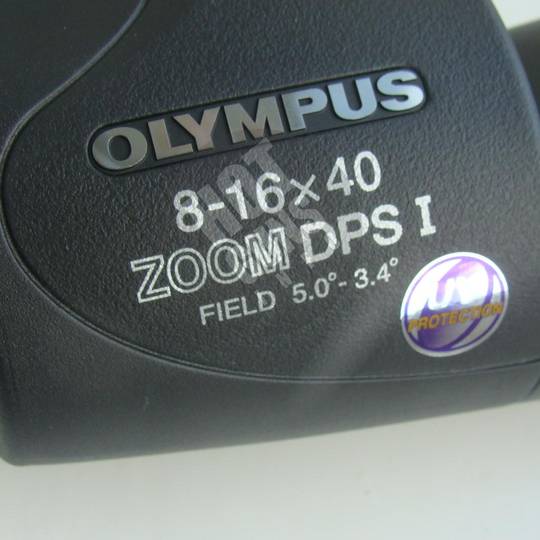 OLYMPUS
8-16×40
ZOOM DPS I
FIELD 5.0°-3.4°
UV
PROTECTION